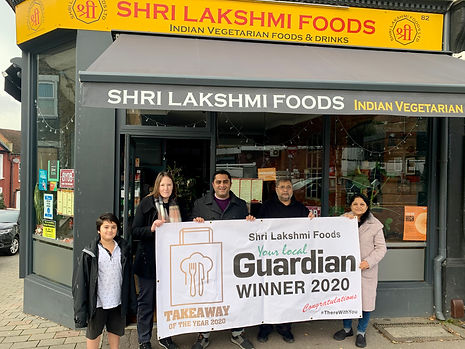 श्री
SHRI LAKSHMI FOODS
INDIAN VEGETARIAN FOODS & DRINKS
श्री
82
SHRI LAKSHMI FOODS INDIAN VEGETARIAN
Shri Lakshmi Foods
Your Local
Guardian
WINNER 2020
Congratulations
#ThereWithYou
TAKEAWAY
OF THE YEAR 2020